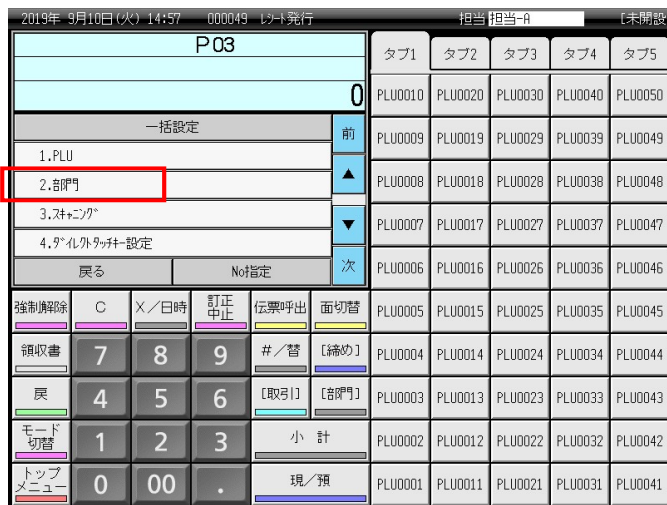 2019年 9月10日(火) 14:57 000049 ﾚｼｰﾄ発行 担当 担当-A [未開設
P03
0
一括設定
前
1.PLU
2.部門
▲
3.ｽｷｬﾆﾝｸﾞ
▼
4.ﾀﾞｲﾚｸﾄﾀｯﾁｷｰ設定
戻る No指定 次
タブ1 タブ2 タブ3 タブ4 タブ5
PLU0010 PLU0020 PLU0030 PLU0040 PLU0050
PLU0009 PLU0019 PLU0029 PLU0039 PLU0049
PLU0008 PLU0018 PLU0028 PLU0038 PLU0048
PLU0007 PLU0017 PLU0027 PLU0037 PLU0047
PLU0006 PLU0016 PLU0026 PLU0036 PLU0046
PLU0005 PLU0015 PLU0025 PLU0035 PLU0045
PLU0004 PLU0014 PLU0024 PLU0034 PLU0044
PLU0003 PLU0013 PLU0023 PLU0033 PLU0043
PLU0002 PLU0012 PLU0022 PLU0032 PLU0042
PLU0001 PLU0011 PLU0021 PLU0031 PLU0041
強制解除 C X／日時 訂正
中止 伝票呼出 面切替
領収書 7 8 9 #／替 [締め]
戻 4 5 6 [取引] [部門]
モード
切替 1 2 3 小 計
トップ
メニュー 0 00 . 現／預